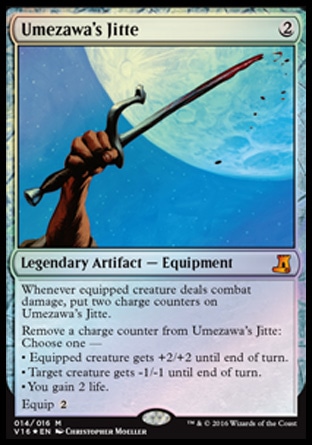 Umezawa's Jitte 2
Legendary Artifact — Equipment
Whenever equipped creature deals combat
damage, put two charge counters on
Umezawa's Jitte.
Remove a charge counter from Umezawa's Jitte:
Choose one —
• Equipped creature gets +2/+2 until end of turn.
• Target creature gets -1/-1 until end of turn.
• You gain 2 life.
Equip 2
014/016 M
V16 ★ EN Christopher Moeller
™ & © 2016 Wizards of the Coast